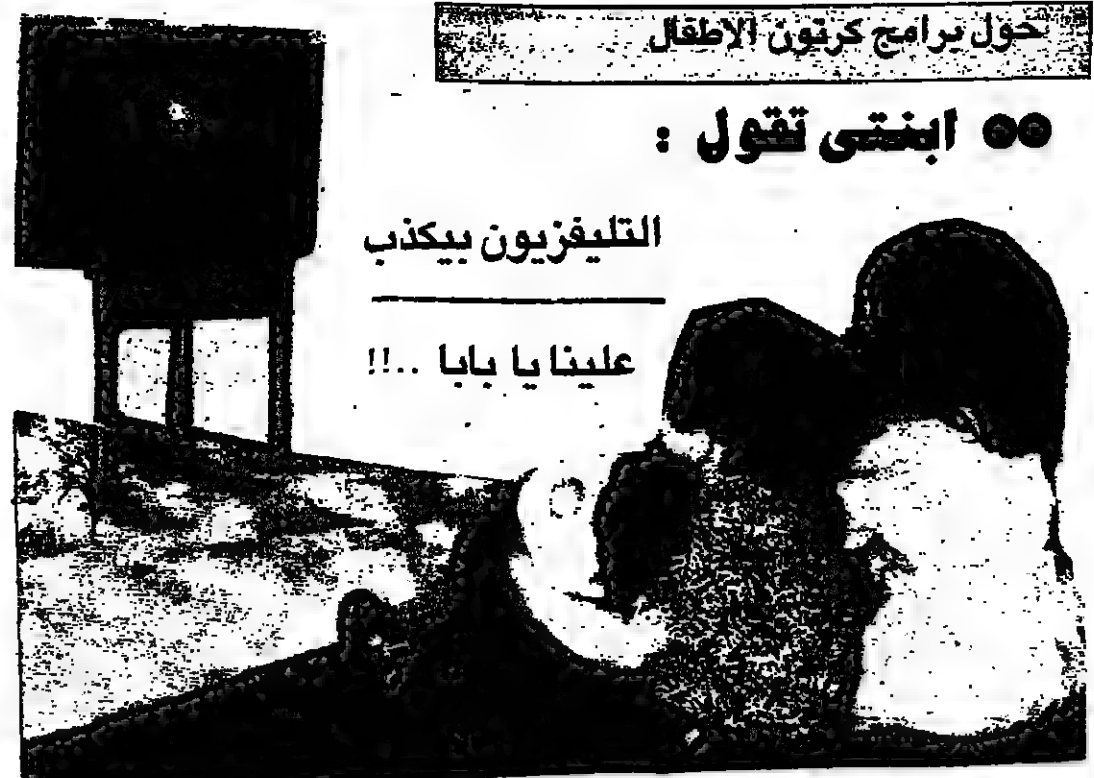 حول برامج كرتون الاطفال
ابنتى تقول :
التليفزيون بيكذب
علينا يا بابا ..!!